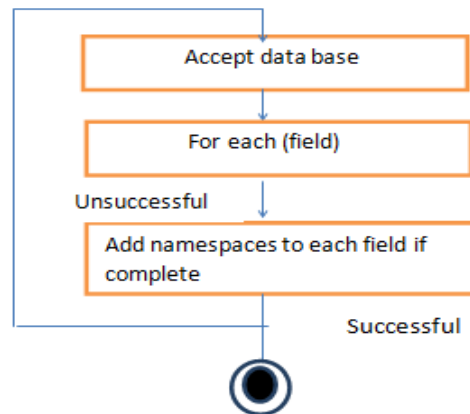 Accept data base
For each (field)
Unsuccessful
Add namespaces to each field if
complete
Successful